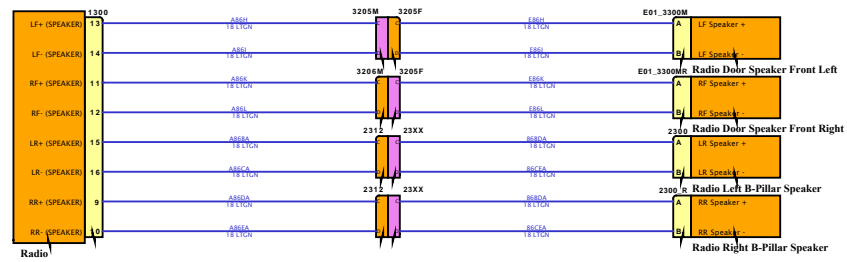 1300 3205M 3205F E01_3300M
LF+ (SPEAKER) 13 A86H 18 LTGN C C E86H 18 LTGN A LF Speaker +
LF- (SPEAKER) 14 A86J 18 LTGN D D E86J 18 LTGN B LF Speaker -
3206M 3205F E01_3300MR Radio Door Speaker Front Left
RF+ (SPEAKER) 11 A86K 18 LTGN C C E86K 18 LTGN A RF Speaker +
RF- (SPEAKER) 12 A86L 18 LTGN D D E86L 18 LTGN B RF Speaker -
2312 23XX 2300 Radio Door Speaker Front Right
LR+ (SPEAKER) 15 A86BA 18 LTGN C C 86BDA 18 LTGN A LR Speaker +
LR- (SPEAKER) 16 A86CA 18 LTGN D D 86CEA 18 LTGN B LR Speaker -
2312 23XX 2300_R Radio Left B-Pillar Speaker
RR+ (SPEAKER) 9 A86DA 18 LTGN C C 86BDA 18 LTGN A RR Speaker +
RR- (SPEAKER) 10 A86EA 18 LTGN D D 86CEA 18 LTGN B RR Speaker -
Radio Radio Right B-Pillar Speaker